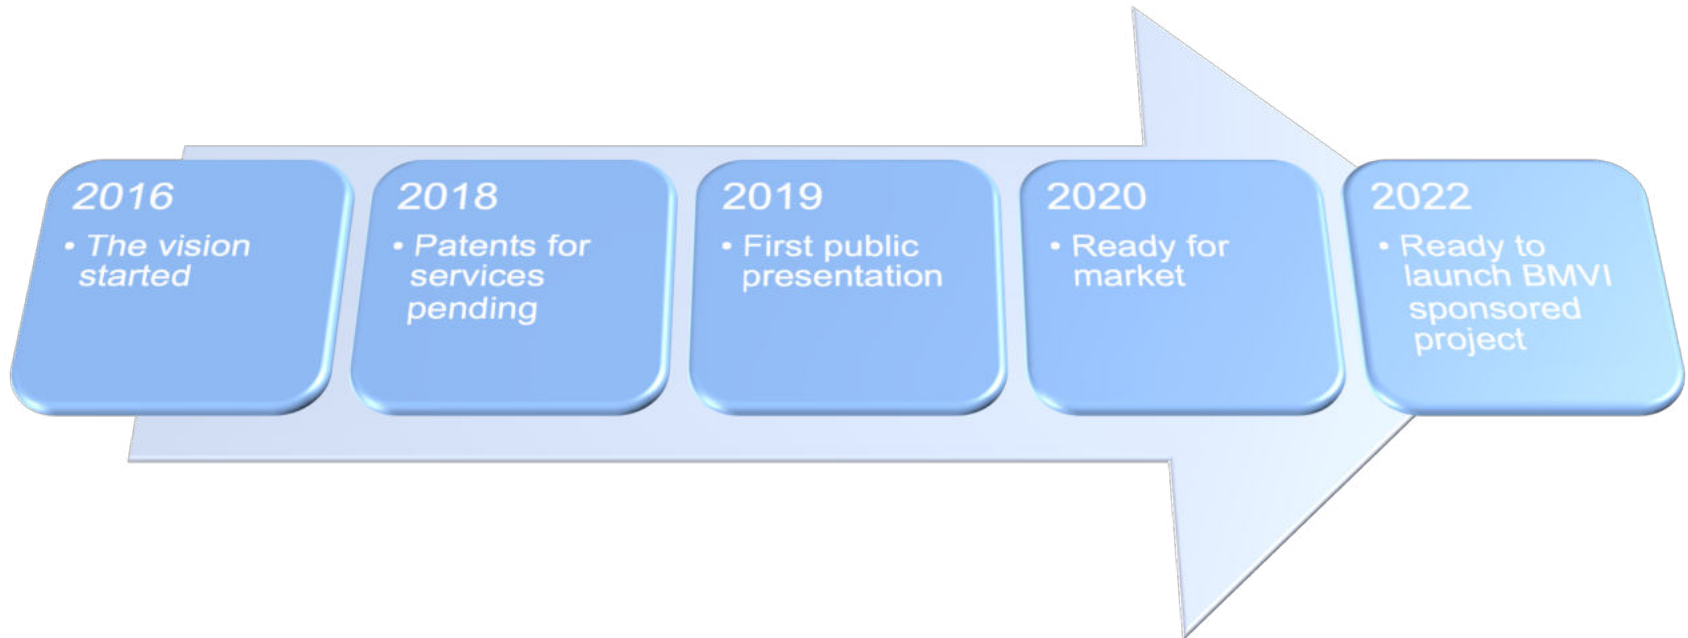 2016
• The vision
started
2018
• Patents for
services
pending
2019
• First public
presentation
2020
• Ready for
market
2022
• Ready to
launch BMVI
sponsored
project